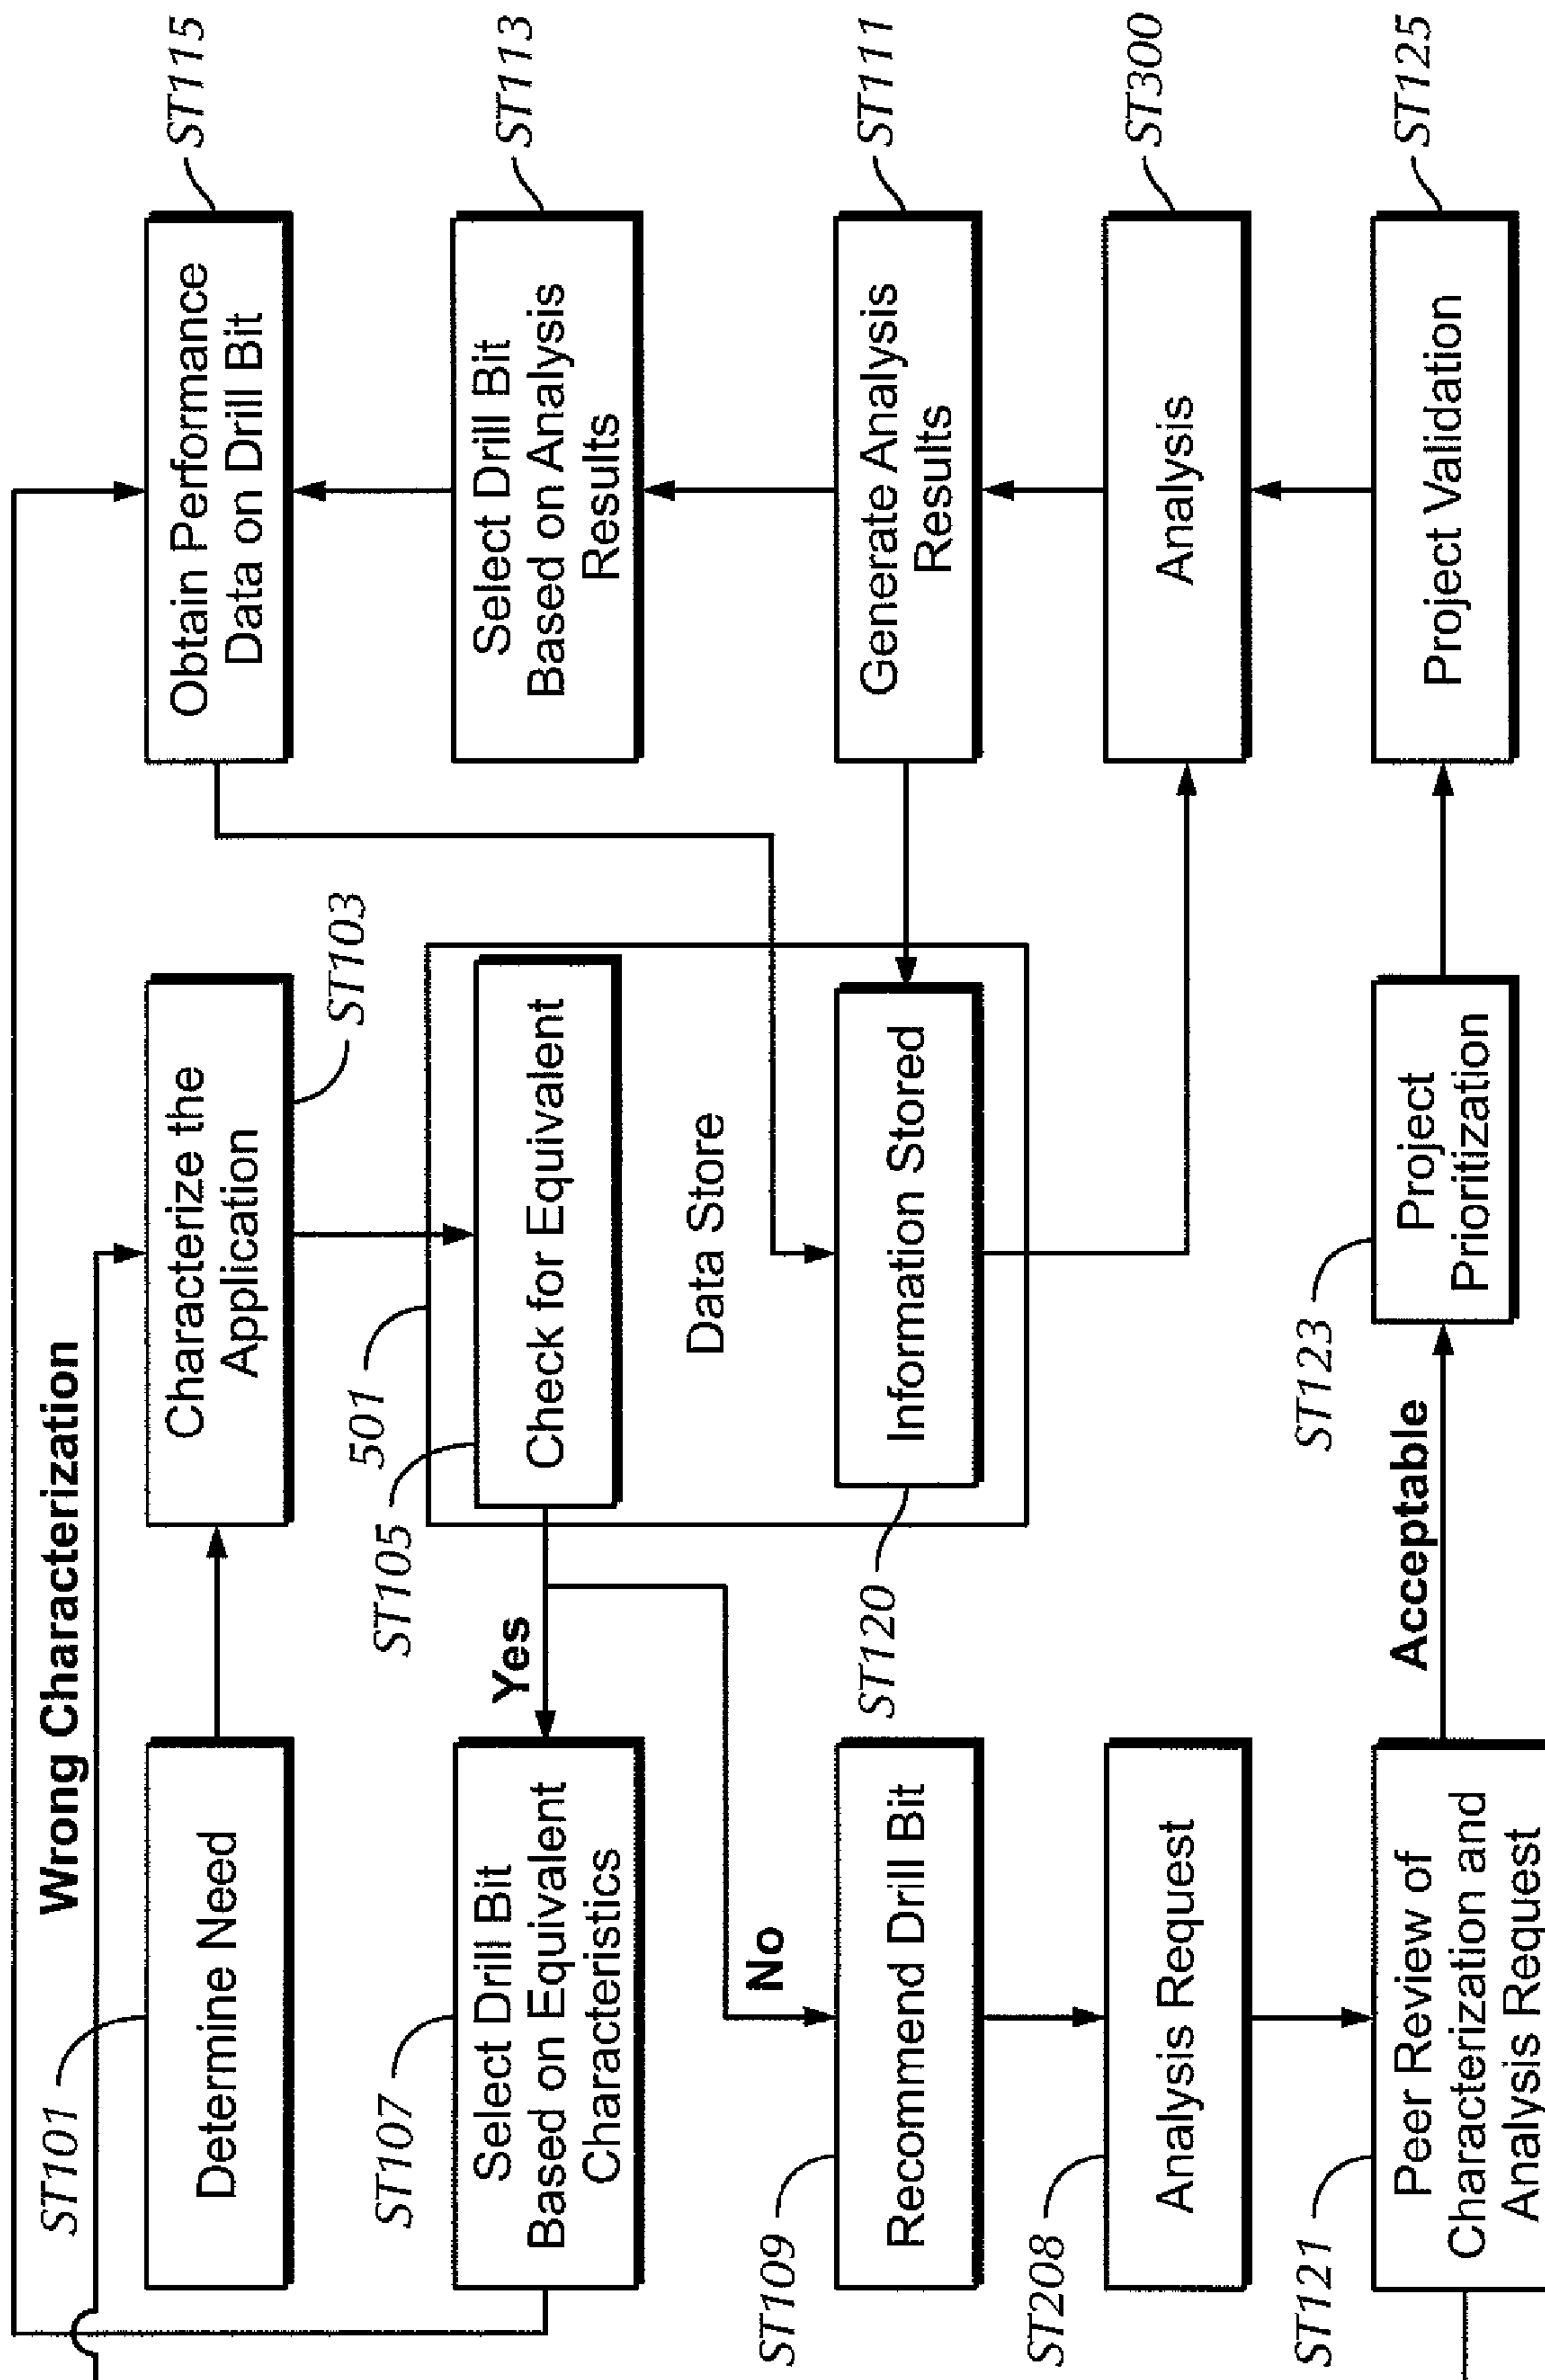 Wrong Characterization
ST101
Determine Need
Characterize the
Application
ST103
Obtain Performance
Data on Drill Bit
ST115
ST107
Select Drill Bit
Based on Equivalent
Characteristics
Yes
501
ST105
Check for Equivalent
Select Drill Bit
Based on Analysis
Results
ST113
Data Store
No
ST109
Recommend Drill Bit
ST120
Information Stored
Generate Analysis
Results
ST111
ST208
Analysis Request
Analysis
ST300
ST121
Peer Review of
Characterization and
Analysis Request
Acceptable
ST123
Project
Prioritization
Project Validation
ST125